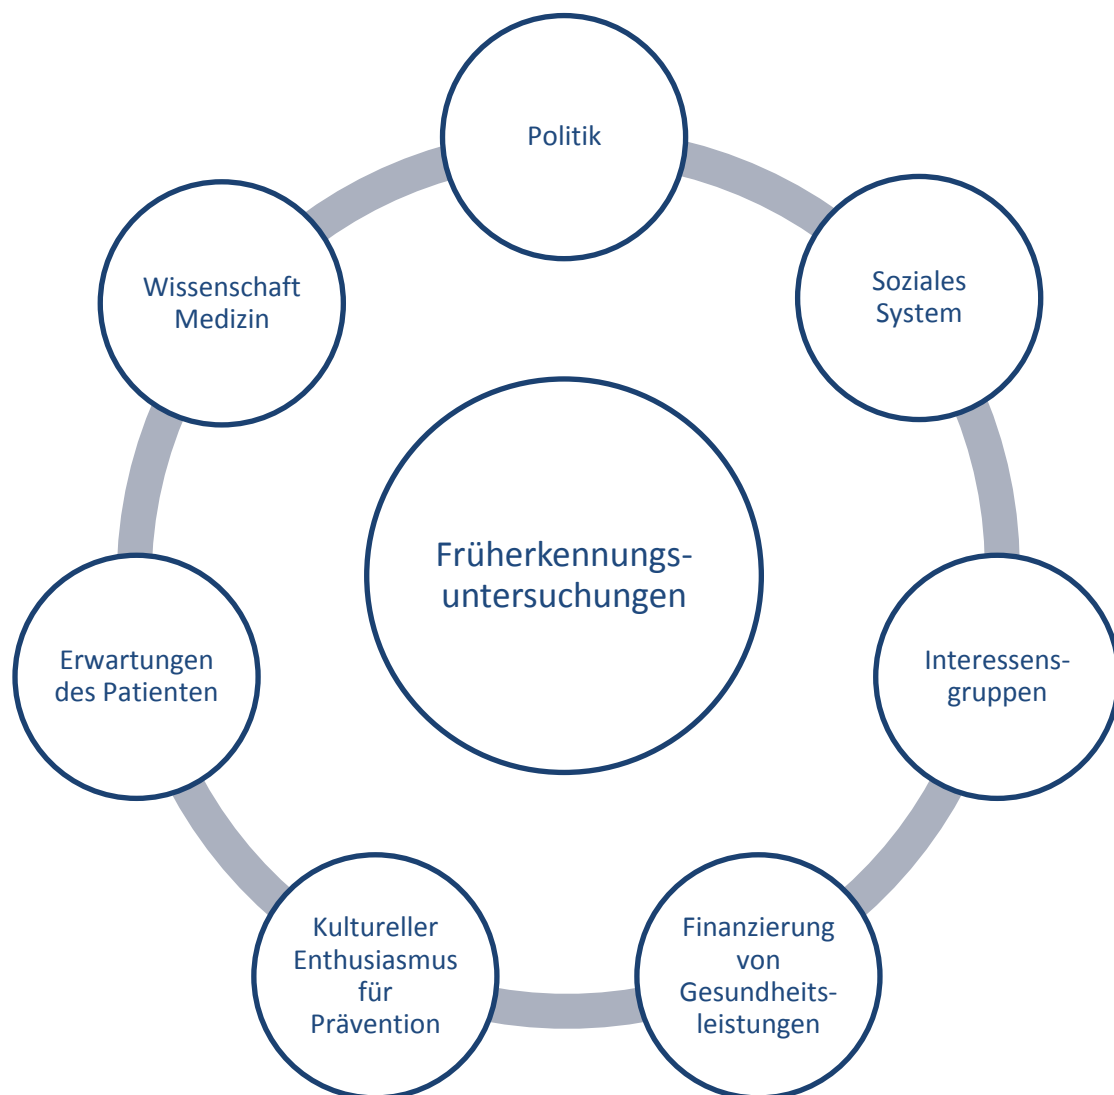 Politik
Soziales
System
Interessens-
gruppen
Finanzierung
von
Gesundheits-
leistungen
Kultureller
Enthusiasmus
für
Prävention
Erwartungen
des Patienten
Wissenschaft
Medizin
Früherkennungs-
untersuchungen